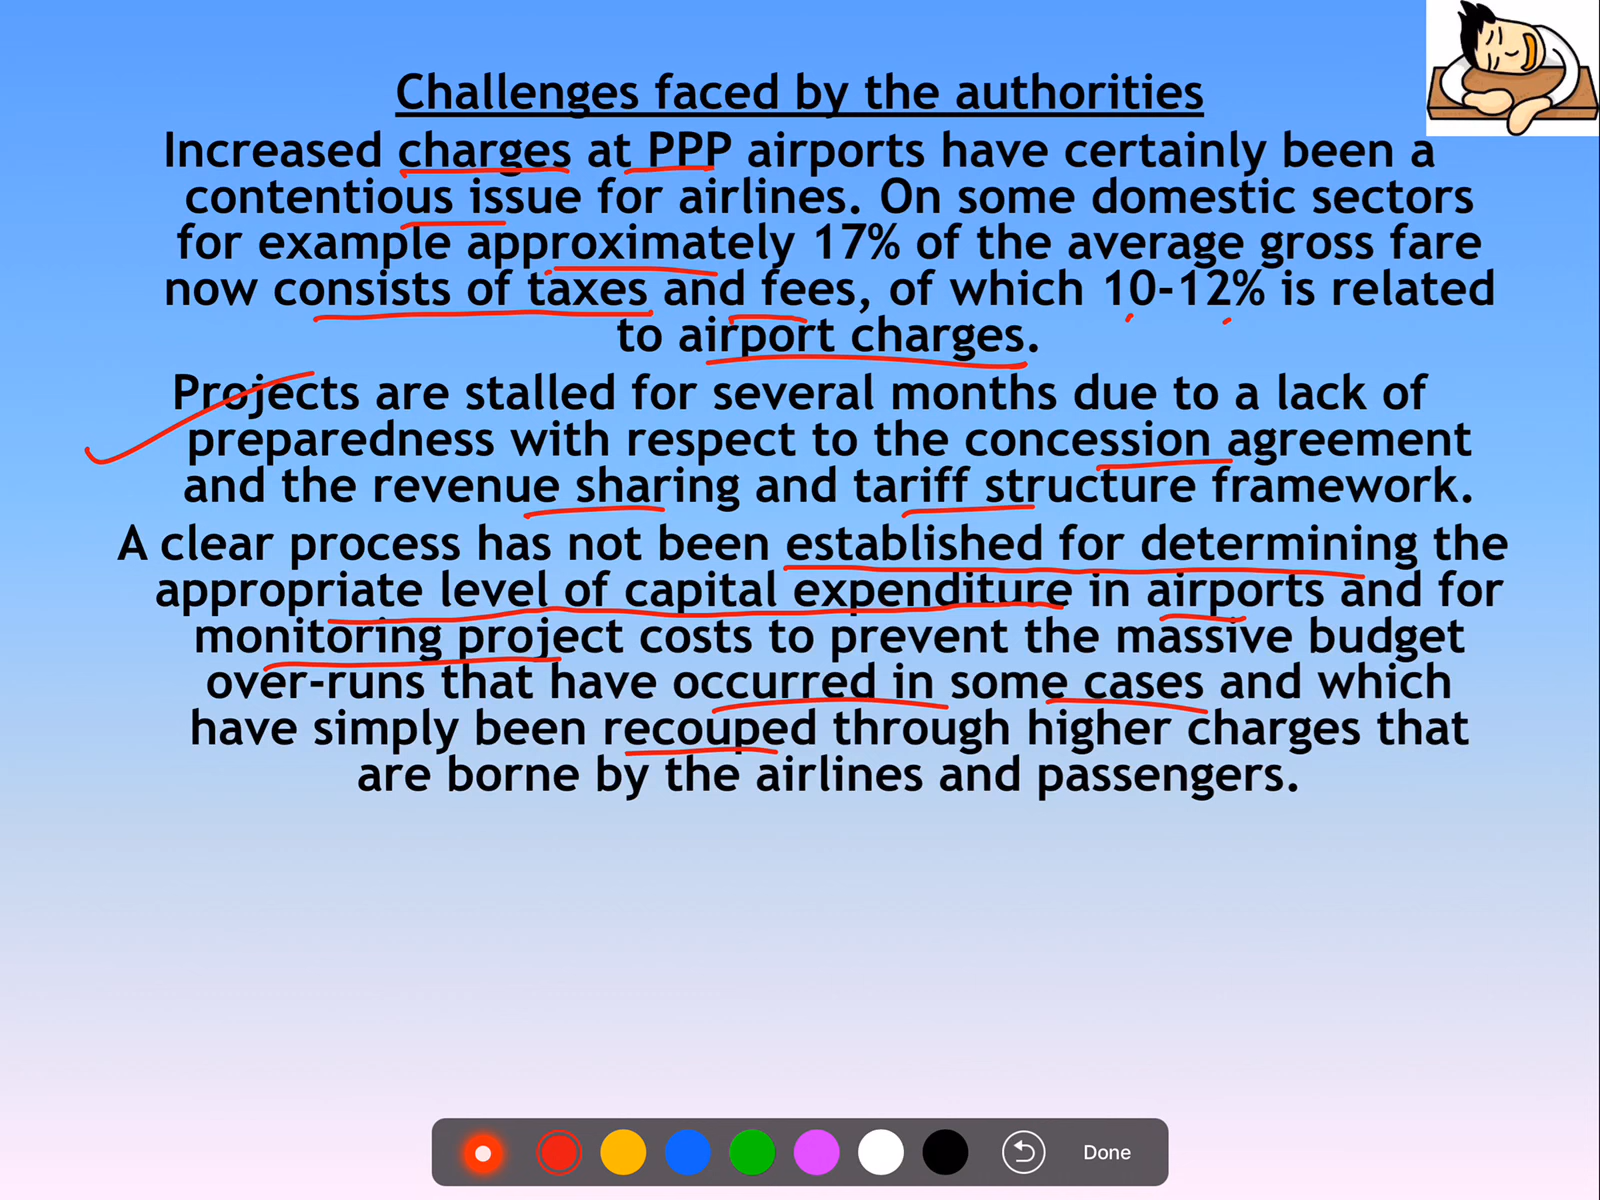 Challenges faced by the authorities
Increased charges at PPP airports have certainly been a
contentious issue for airlines. On some domestic sectors
for example approximately 17% of the average gross fare
now consists of taxes and fees, of which 10-12% is related
to airport charges.
Projects are stalled for several months due to a lack of
preparedness with respect to the concession agreement
and the revenue sharing and tariff structure framework.
A clear process has not been established for determining the
appropriate level of capital expenditure in airports and for
monitoring project costs to prevent the massive budget
over-runs that have occurred in some cases and which
have simply been recouped through higher charges that
are borne by the airlines and passengers.
Done